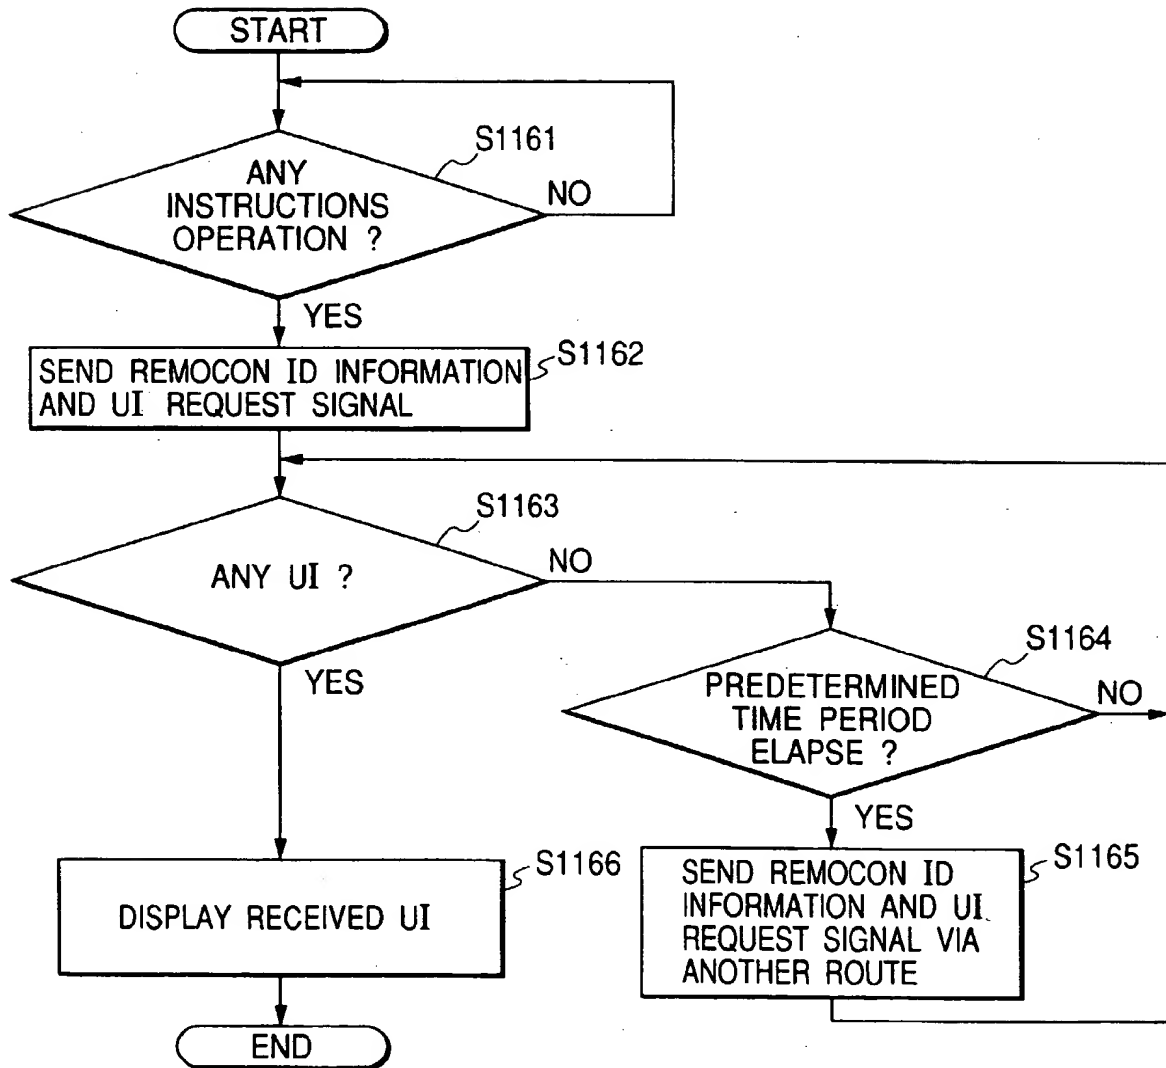 START
S1161
ANY
INSTRUCTIONS
OPERATION ?
NO
YES
S1162
SEND REMOCON ID INFORMATION
AND UI REQUEST SIGNAL
S1163
ANY UI ?
NO
YES
S1164
PREDETERMINED
TIME PERIOD
ELAPSE ?
NO
YES
S1165
SEND REMOCON ID
INFORMATION AND UI
REQUEST SIGNAL VIA
ANOTHER ROUTE
S1166
DISPLAY RECEIVED UI
END